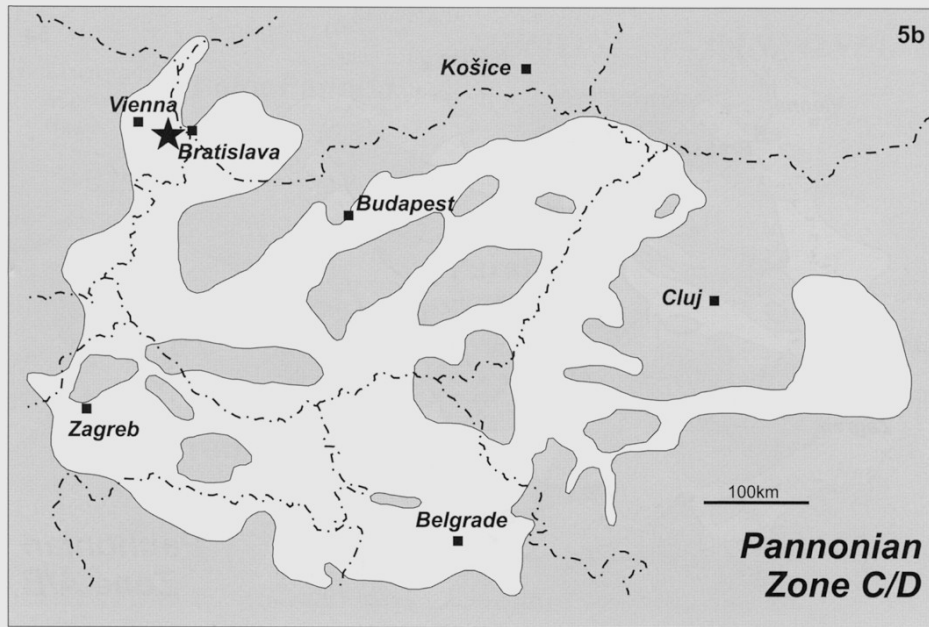 5b
Košice
Vienna
Bratislava
Budapest
Cluj
Zagreb
100km
Belgrade
Pannonian
Zone C/D